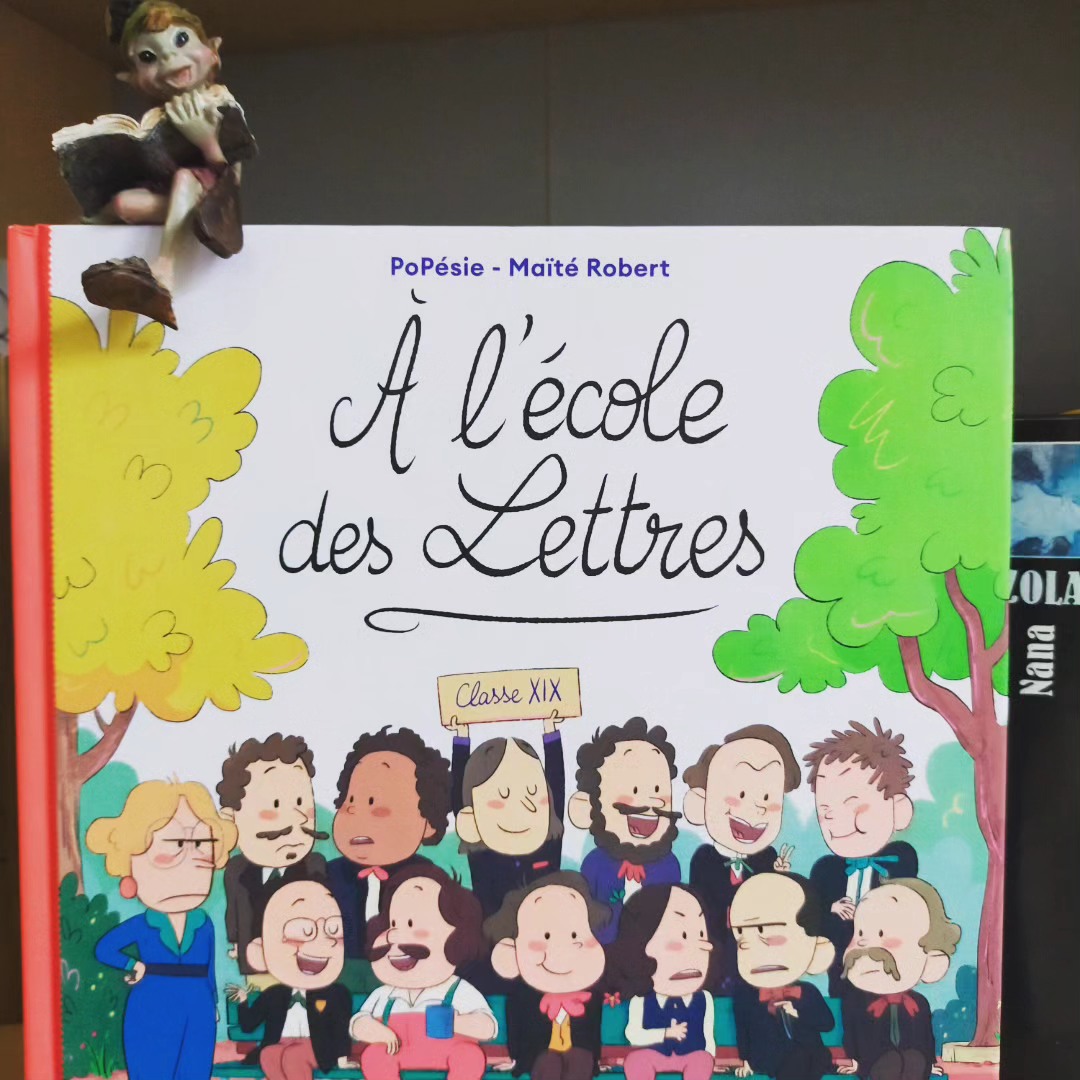 PoPésie - Maïté Robert
À l'école
des Lettres
Classe XIX
ZOLA
Nana